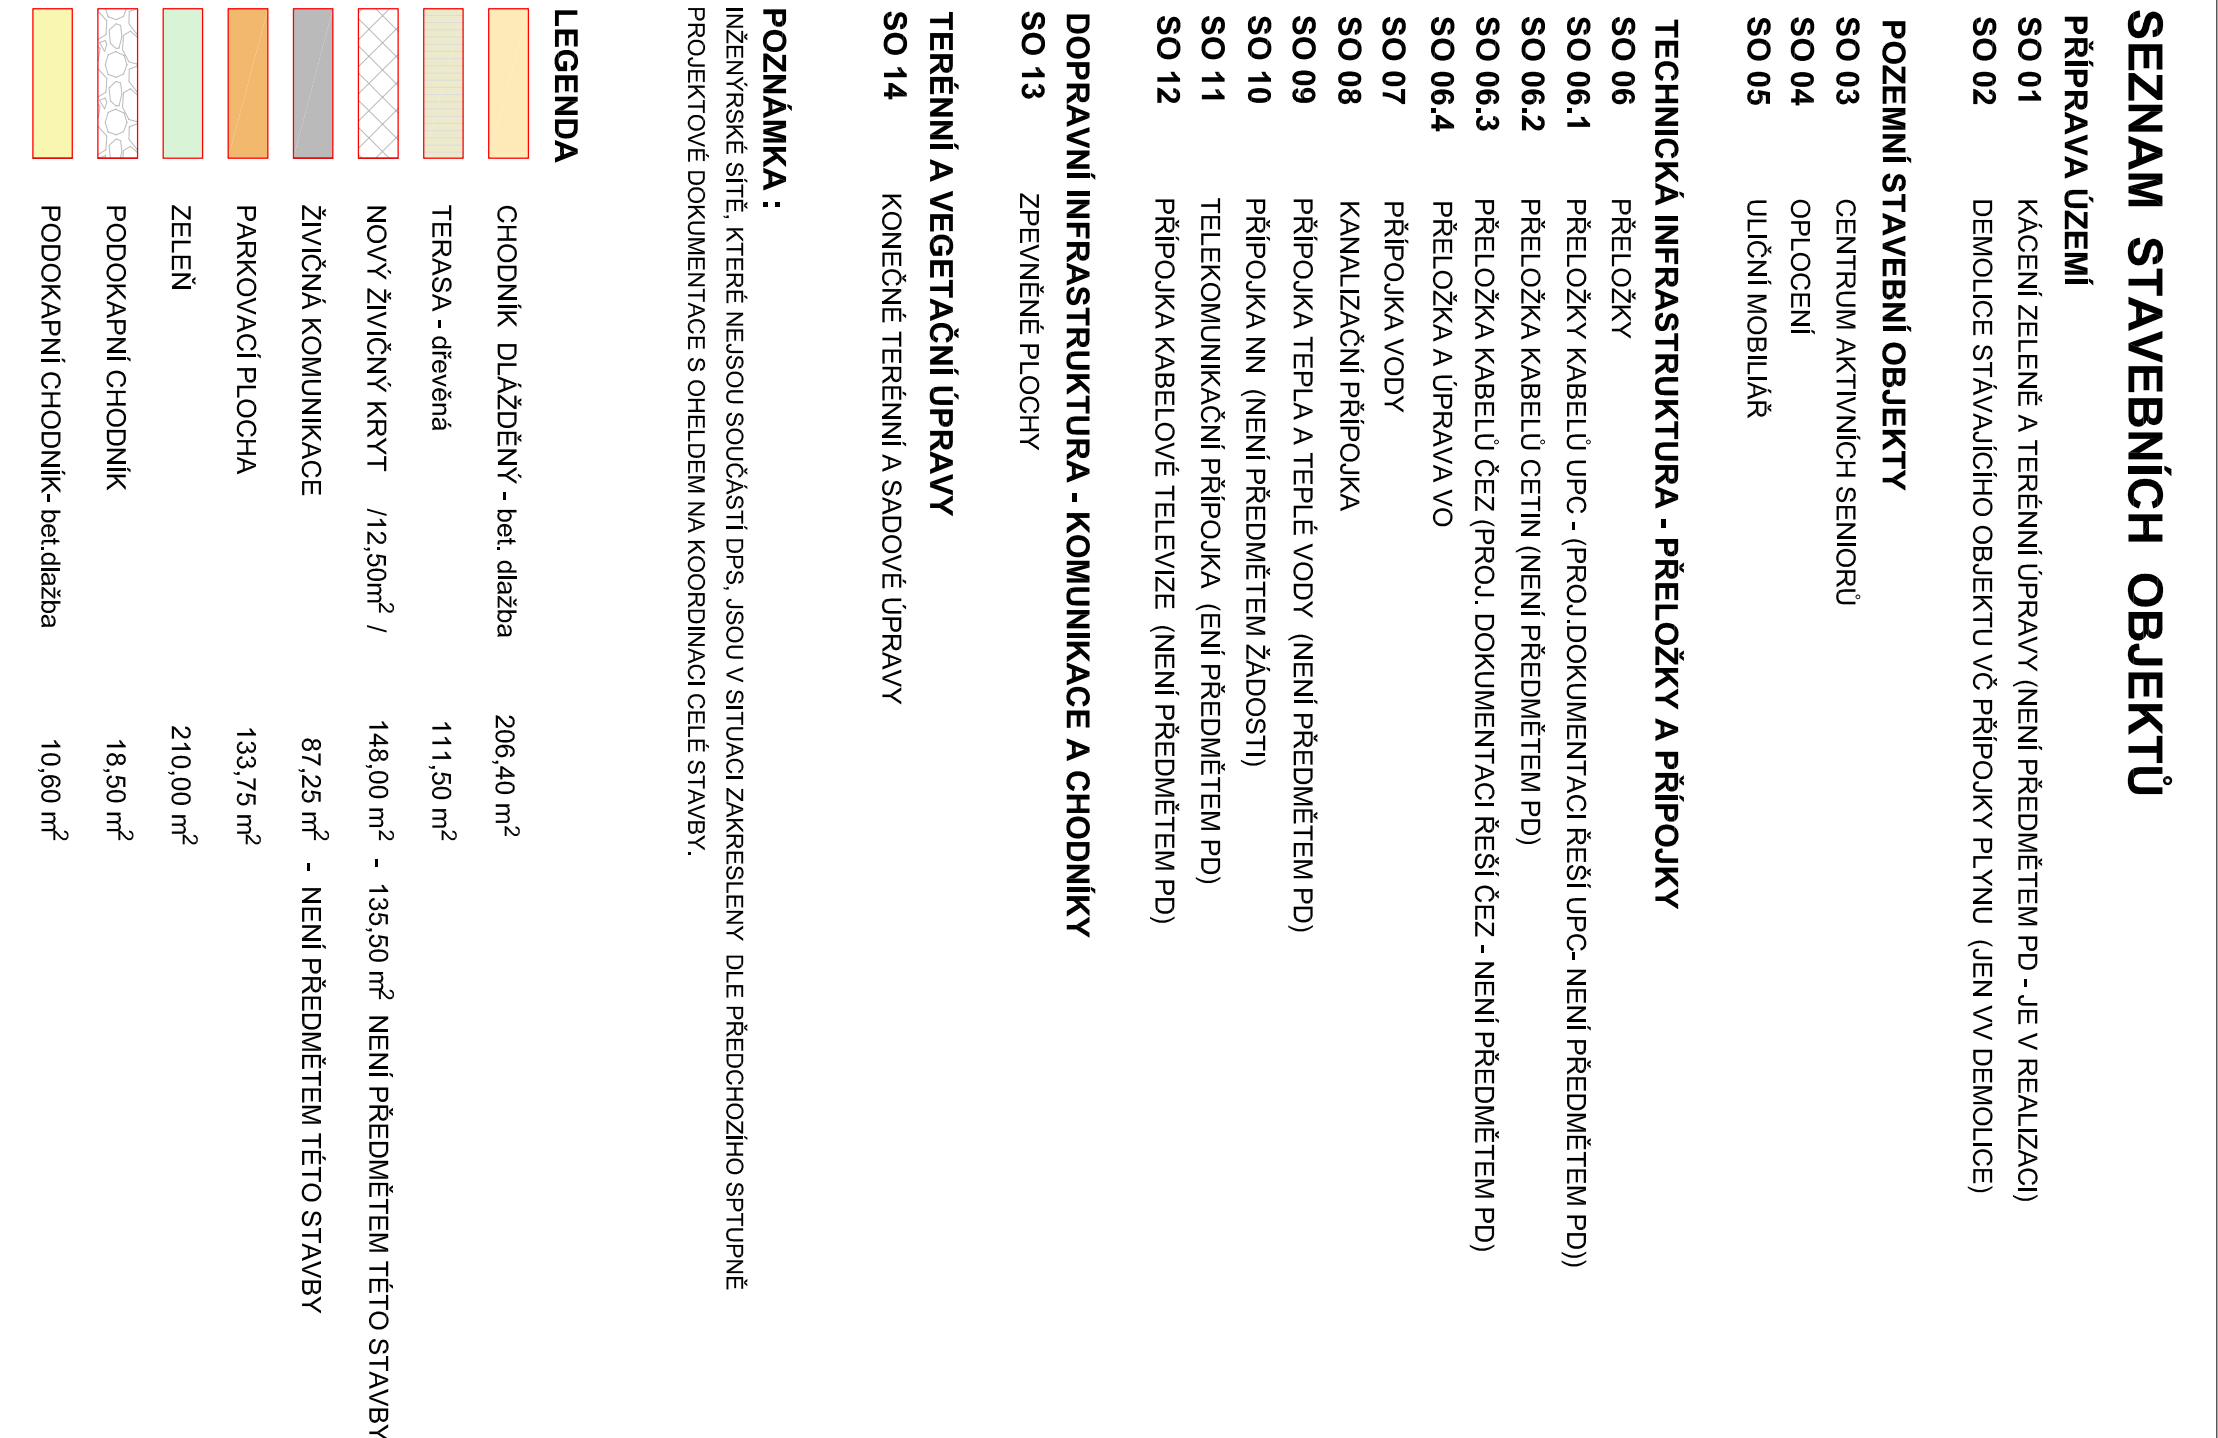 SEZNAM STAVEBNÍCH OBJEKTŮ
PŘÍPRAVA ÚZEMÍ
SO 01 KÁCENÍ ZELENĚ A TERÉNNÍ ÚPRAVY (NENÍ PŘEDMĚTEM PD - JE V REALIZACI)
SO 02 DEMOLICE STÁVAJÍCÍHO OBJEKTU VČ PŘÍPOJKY PLYNU (JEN VV DEMOLICE)
POZEMNÍ STAVEBNÍ OBJEKTY
SO 03 CENTRUM AKTIVNÍCH SENIORŮ
SO 04 OPLOCENÍ
SO 05 ULIČNÍ MOBILIÁŘ
TECHNICKÁ INFRASTRUKTURA - PŘELOŽKY A PŘÍPOJKY
SO 06 PŘELOŽKY
SO 06.1 PŘELOŽKY KABELŮ UPC - (PROJ.DOKUMENTACI ŘEŠÍ UPC- NENÍ PŘEDMĚTEM PD))
SO 06.2 PŘELOŽKA KABELŮ CETIN (NENÍ PŘEDMĚTEM PD)
SO 06.3 PŘELOŽKA KABELŮ ČEZ (PROJ. DOKUMENTACI ŘEŠÍ ČEZ - NENÍ PŘEDMĚTEM PD)
SO 06.4 PŘELOŽKA A ÚPRAVA VO
SO 07 PŘÍPOJKA VODY
SO 08 KANALIZAČNÍ PŘÍPOJKA
SO 09 PŘÍPOJKA TEPLA A TEPLÉ VODY (NENÍ PŘEDMĚTEM PD)
SO 10 PŘÍPOJKA NN (NENÍ PŘEDMĚTEM ŽÁDOSTI)
SO 11 TELEKOMUNIKAČNÍ PŘÍPOJKA (ENÍ PŘEDMĚTEM PD)
SO 12 PŘÍPOJKA KABELOVÉ TELEVIZE (NENÍ PŘEDMĚTEM PD)
DOPRAVNÍ INFRASTRUKTURA - KOMUNIKACE A CHODNÍKY
SO 13 ZPEVNĚNÉ PLOCHY
TERÉNNÍ A VEGETAČNÍ ÚPRAVY
SO 14 KONEČNÉ TERÉNNÍ A SADOVÉ ÚPRAVY
POZNÁMKA :
INŽENÝRSKÉ SÍTĚ, KTERÉ NEJSOU SOUČÁSTÍ DPS, JSOU V SITUACI ZAKRESLENY DLE PŘEDCHOZÍHO SPTUPNĚ
PROJEKTOVÉ DOKUMENTACE S OHELDEM NA KOORDINACI CELÉ STAVBY.
LEGENDA
CHODNÍK DLÁŽDĚNÝ - bet. dlažba 206,40 m²
TERASA - dřevěná 111,50 m²
NOVÝ ŽIVIČNÝ KRYT /12,50m² / 148,00 m² - 135,50 m² NENÍ PŘEDMĚTEM TÉTO STAVBY
ŽIVIČNÁ KOMUNIKACE 87,25 m² - NENÍ PŘEDMĚTEM TÉTO STAVBY
PARKOVACÍ PLOCHA 133,75 m²
ZELEŇ 210,00 m²
PODOKAPNÍ CHODNÍK 18,50 m²
PODOKAPNÍ CHODNÍK- bet.dlažba 10,60 m²